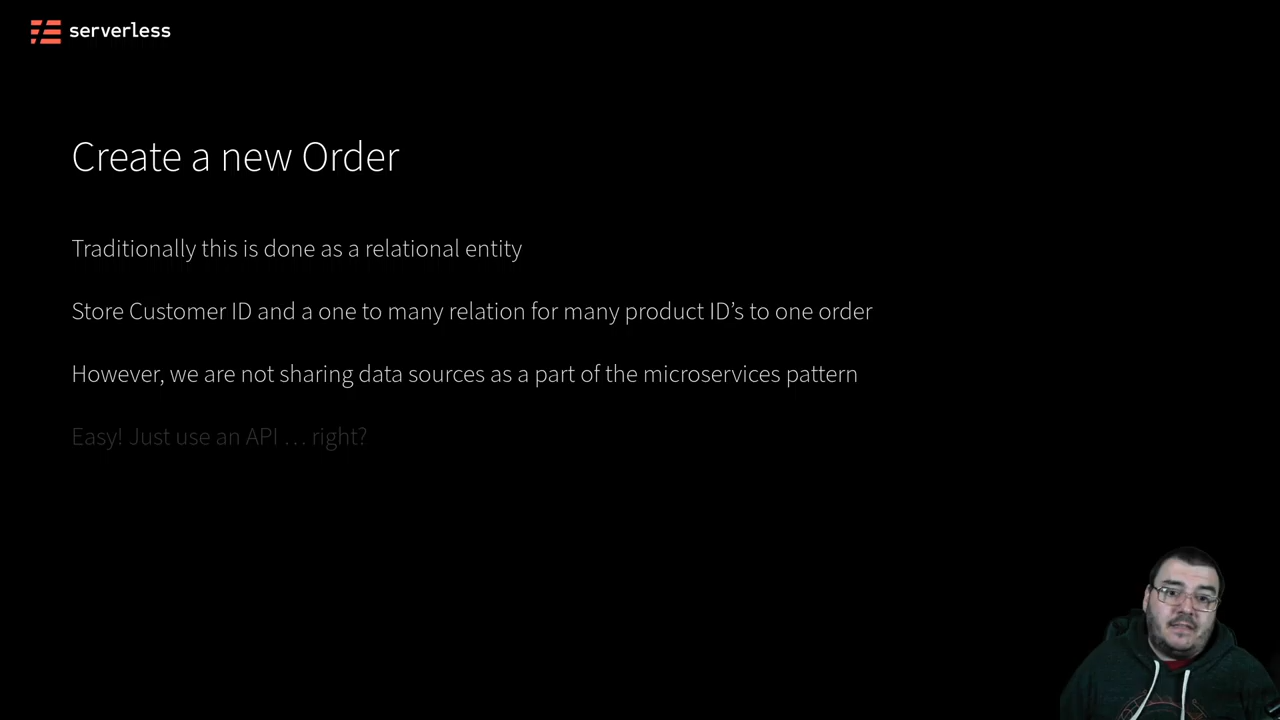 serverless
Create a new Order
Traditionally this is done as a relational entity
Store Customer ID and a one to many relation for many product ID’s to one order
However, we are not sharing data sources as a part of the microservices pattern
Easy! Just use an API … right?